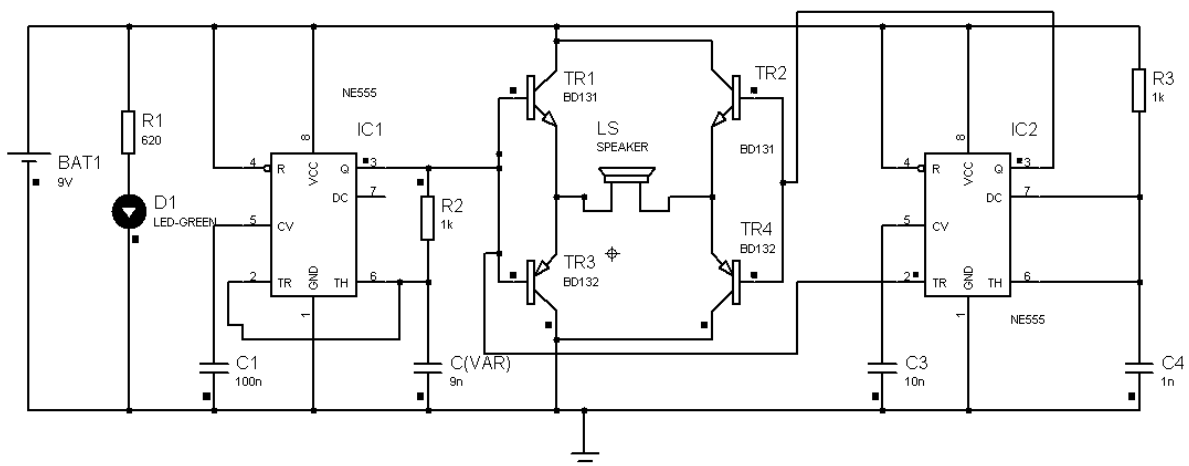 BAT1
9V
R1
620
D1
LED-GREEN
NE555
IC1
8
VCC
4
R
Q
3
DC
7
5
CV
2
TR
GND
TH
6
1
C1
100n
R2
1k
C(VAR)
9n
TR1
BD131
TR2
BD131
LS
SPEAKER
TR3
BD132
TR4
BD132
IC2
8
VCC
4
R
Q
3
DC
7
5
CV
2
TR
GND
TH
6
1
NE555
C3
10n
R3
1k
C4
1n